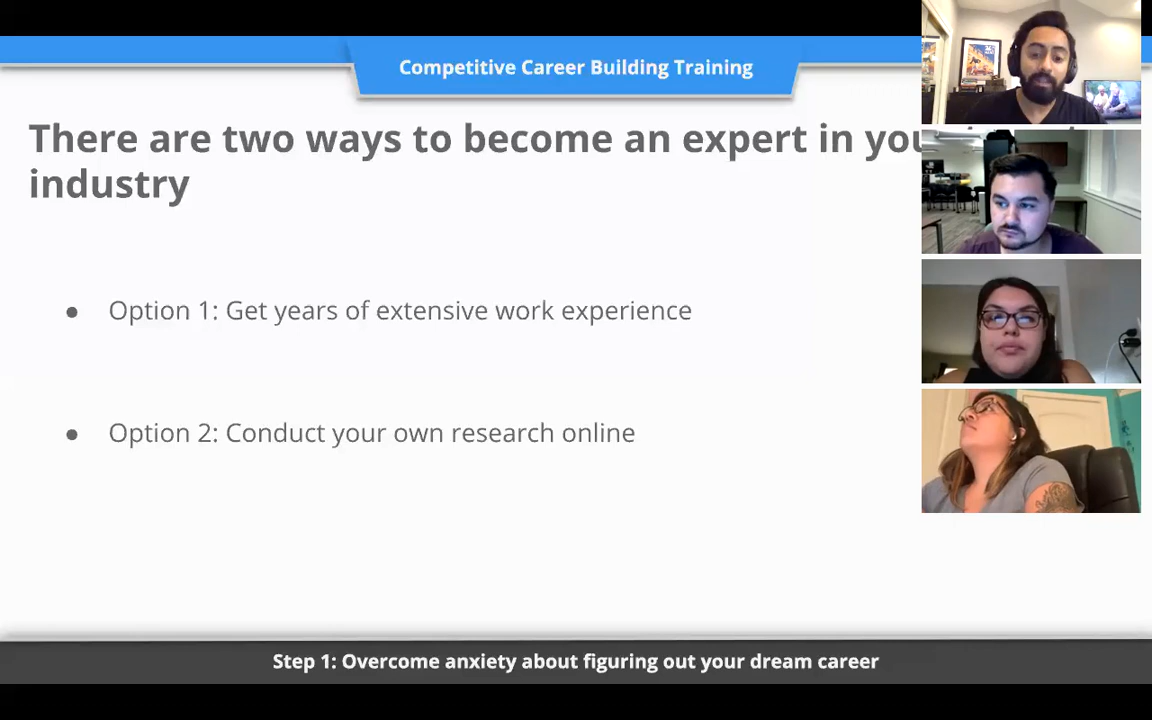 Competitive Career Building Training
There are two ways to become an expert in you
industry
● Option 1: Get years of extensive work experience
● Option 2: Conduct your own research online
Step 1: Overcome anxiety about figuring out your dream career